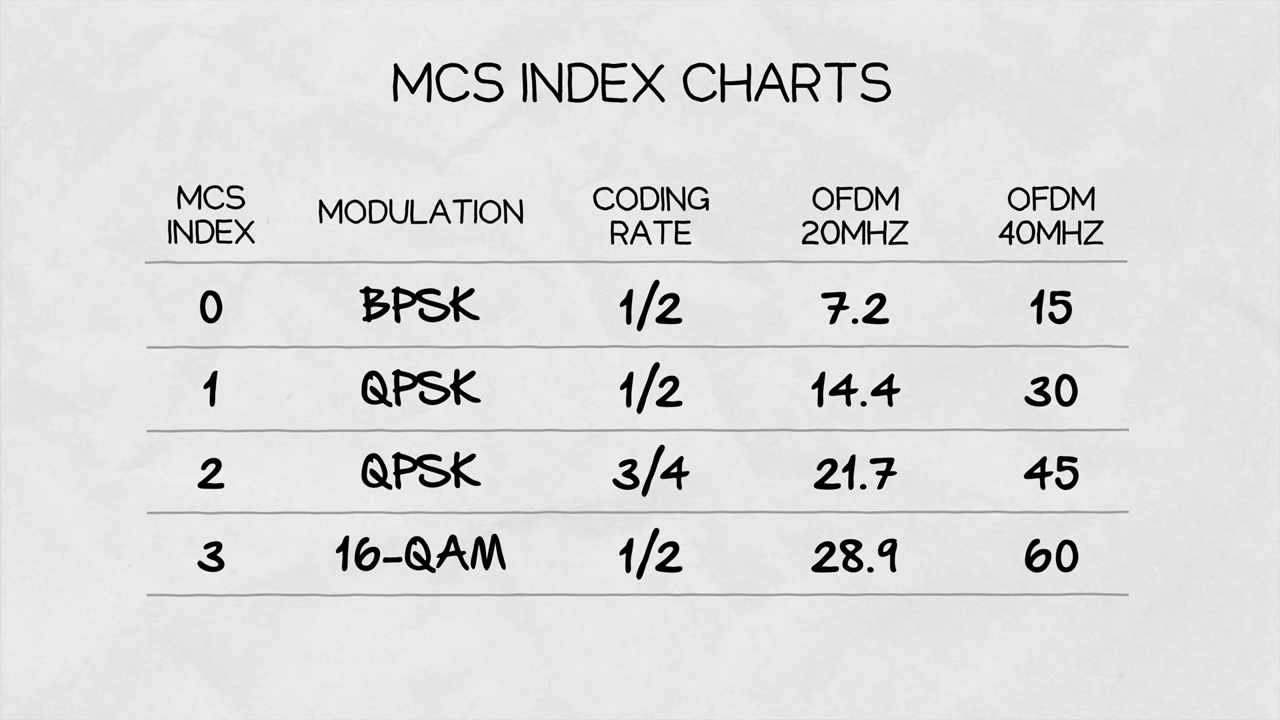 MCS INDEX CHARTS
MCS INDEX MODULATION CODING RATE OFDM 20MHZ OFDM 40MHZ
0 BPSK 1/2 7.2 15
1 QPSK 1/2 14.4 30
2 QPSK 3/4 21.7 45
3 16-QAM 1/2 28.9 60